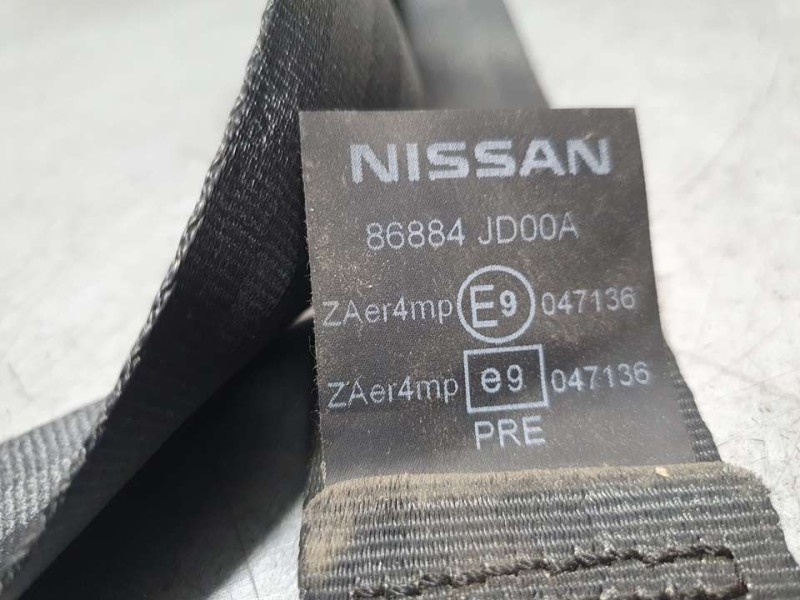 NISSAN
86884 JD00A
ZAer4mp E9 047136
ZAer4mp e9 047136
PRE